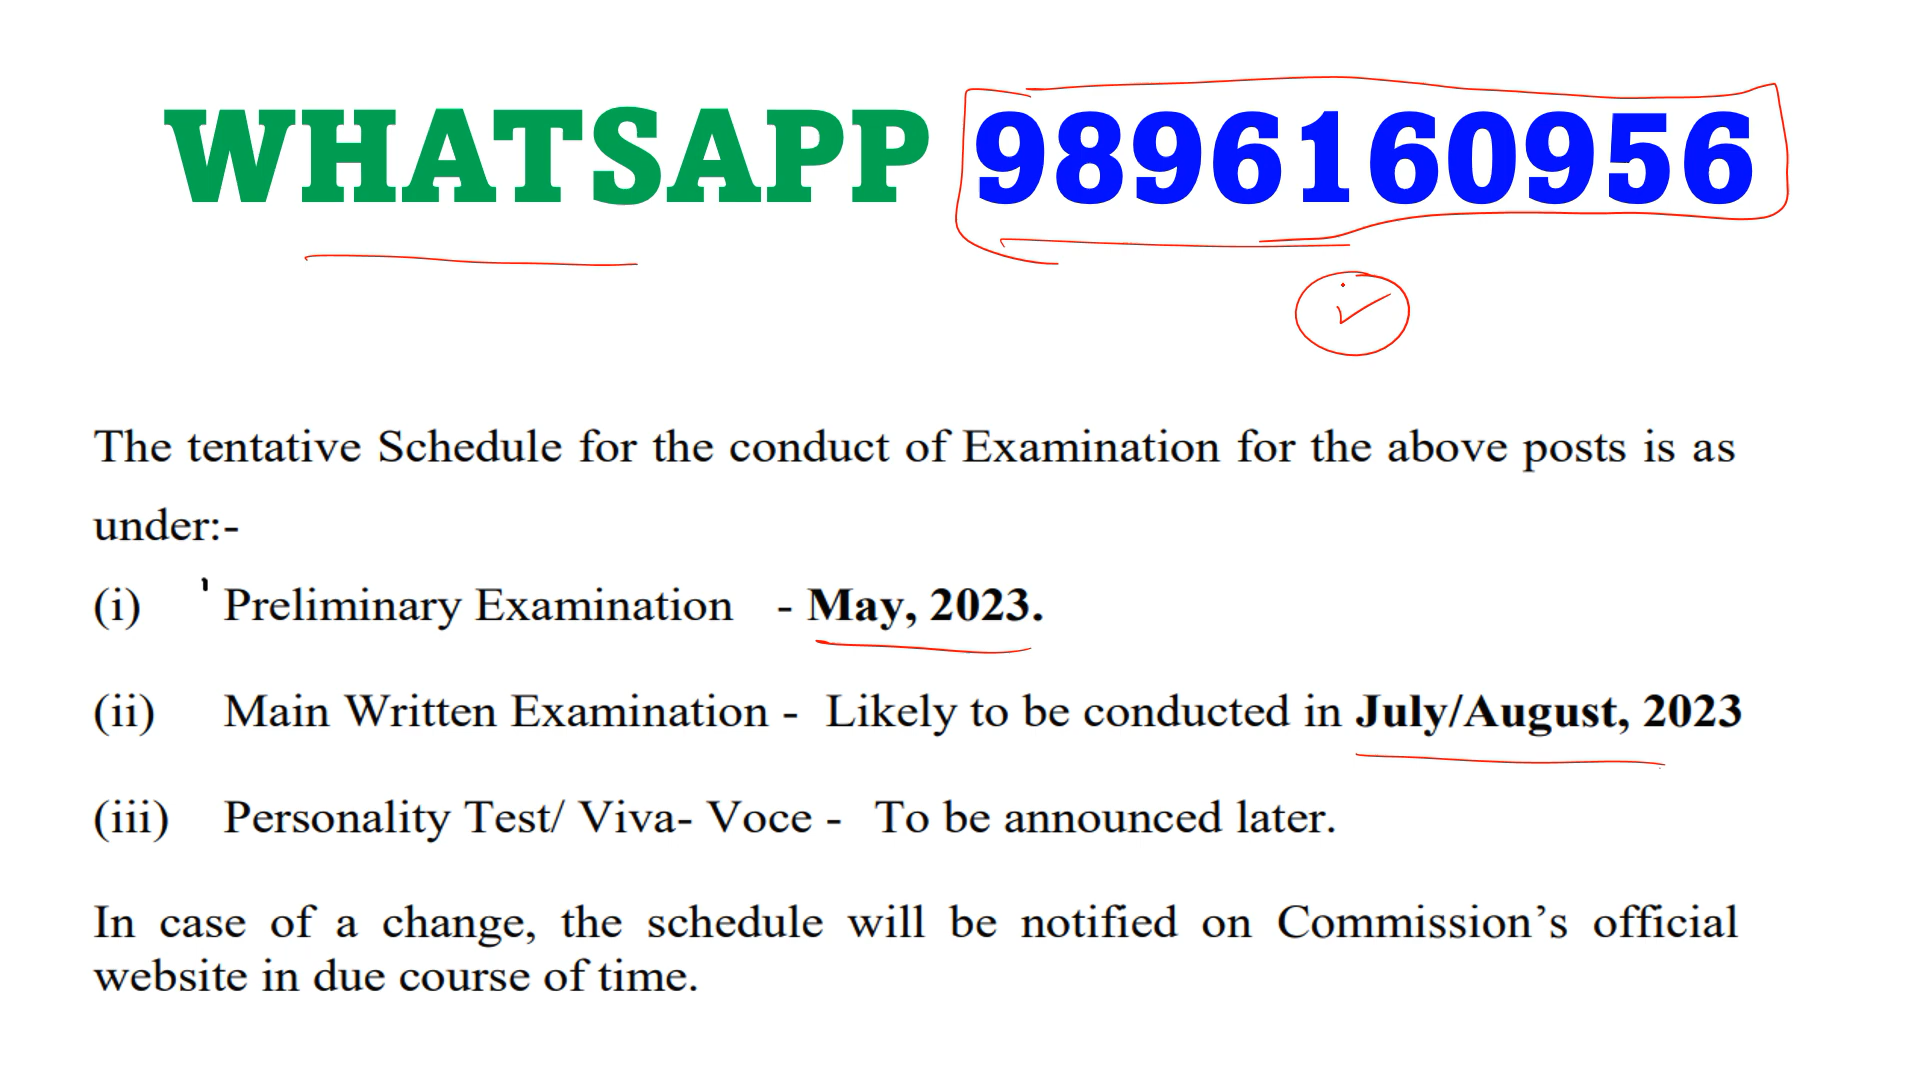 WHATSAPP 9896160956
The tentative Schedule for the conduct of Examination for the above posts is as
under:-
(i) Preliminary Examination - May, 2023.
(ii) Main Written Examination - Likely to be conducted in July/August, 2023
(iii) Personality Test/ Viva- Voce - To be announced later.
In case of a change, the schedule will be notified on Commission’s official
website in due course of time.